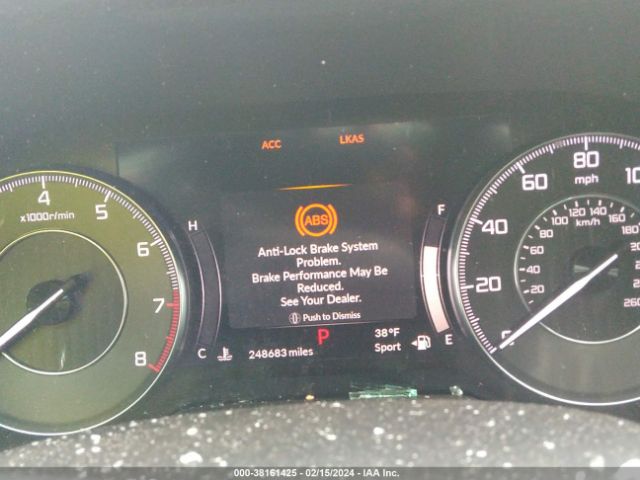 ACC LKAS
ABS
Anti-Lock Brake System
Problem.
Brake Performance May Be
Reduced.
See Your Dealer.
Push to Dismiss
P
248683 miles
38°F
Sport
H
C
F
E
4
5
6
7
8
x1000r/min
20
40
60
80
mph
20
40
60
80
100
120
140
160
180
260
km/h
000-38161425 - 02/15/2024 - IAA Inc.